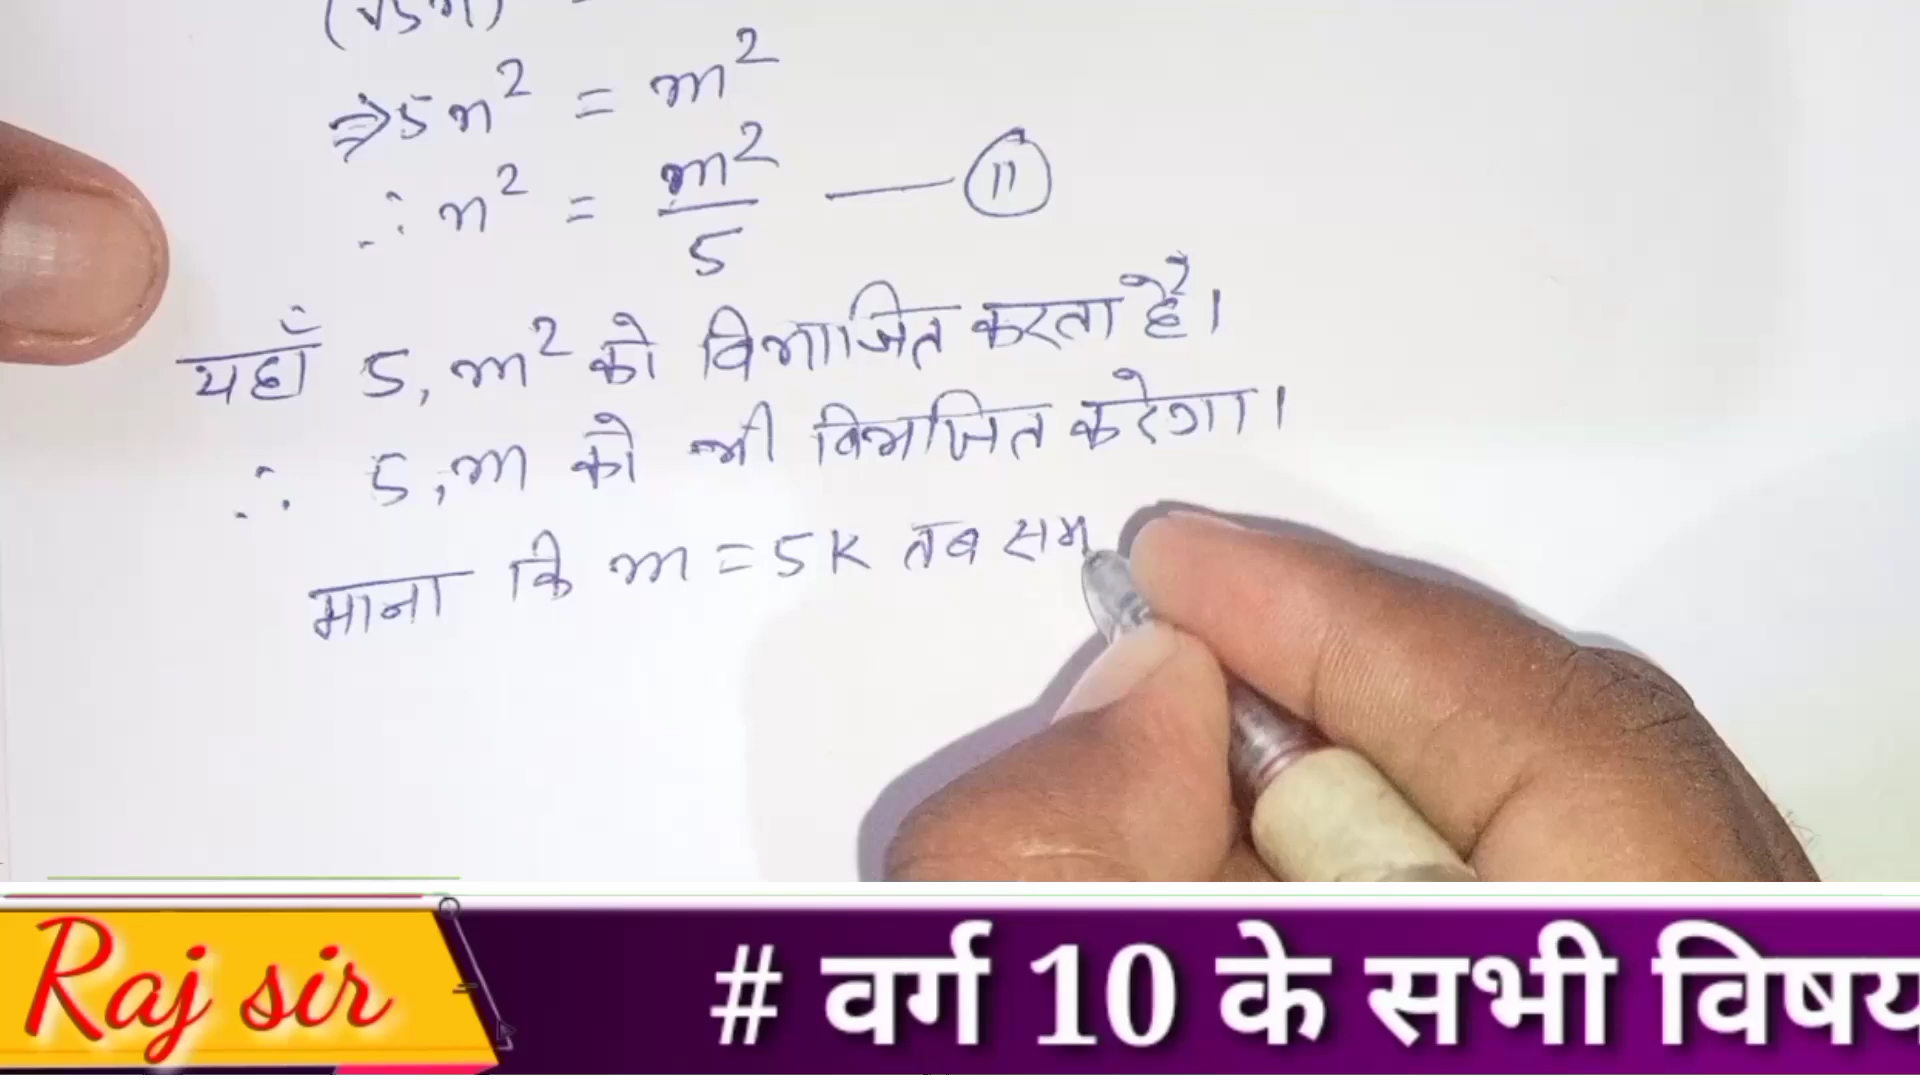 (√5n)
⇒ 5n² = m²
∴ n² = m²/5 —— (II)
यहाँ 5, m² को विभाजित करता है।
∴ 5, m को भी विभाजित करेगा।
माना कि m = 5K तब सम
Raj sir
# वर्ग 10 के सभी विषय